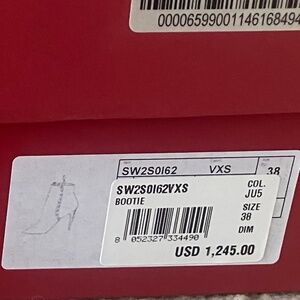 00006599001146168494
SW2S0I62 VXS 38
SW2S0I62VXS COL.
BOOTIE JU5
SIZE
38
DIM
8 052327 334490
USD 1,245.00